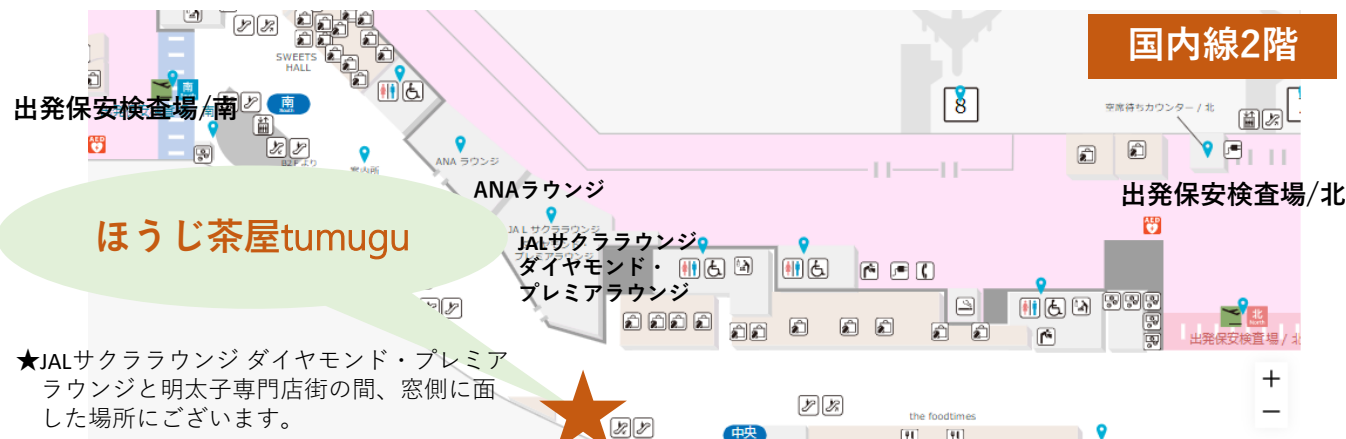 国内線2階
SWEETS
HALL
南
South
出発保安検査場/南
AED
案内所
ANA ラウンジ
ANAラウンジ
8
空席待ちカウンター / 北
出発保安検査場/北
AED
ほうじ茶屋tumugu
JALサクララウンジ
ダイヤモンド・
プレミアラウンジ
北
North
出発保安検査場 / 北
★JALサクララウンジ ダイヤモンド・プレミア
ラウンジと明太子専門店街の間、窓側に面
した場所にございます。
+
−
中央
the foodtimes